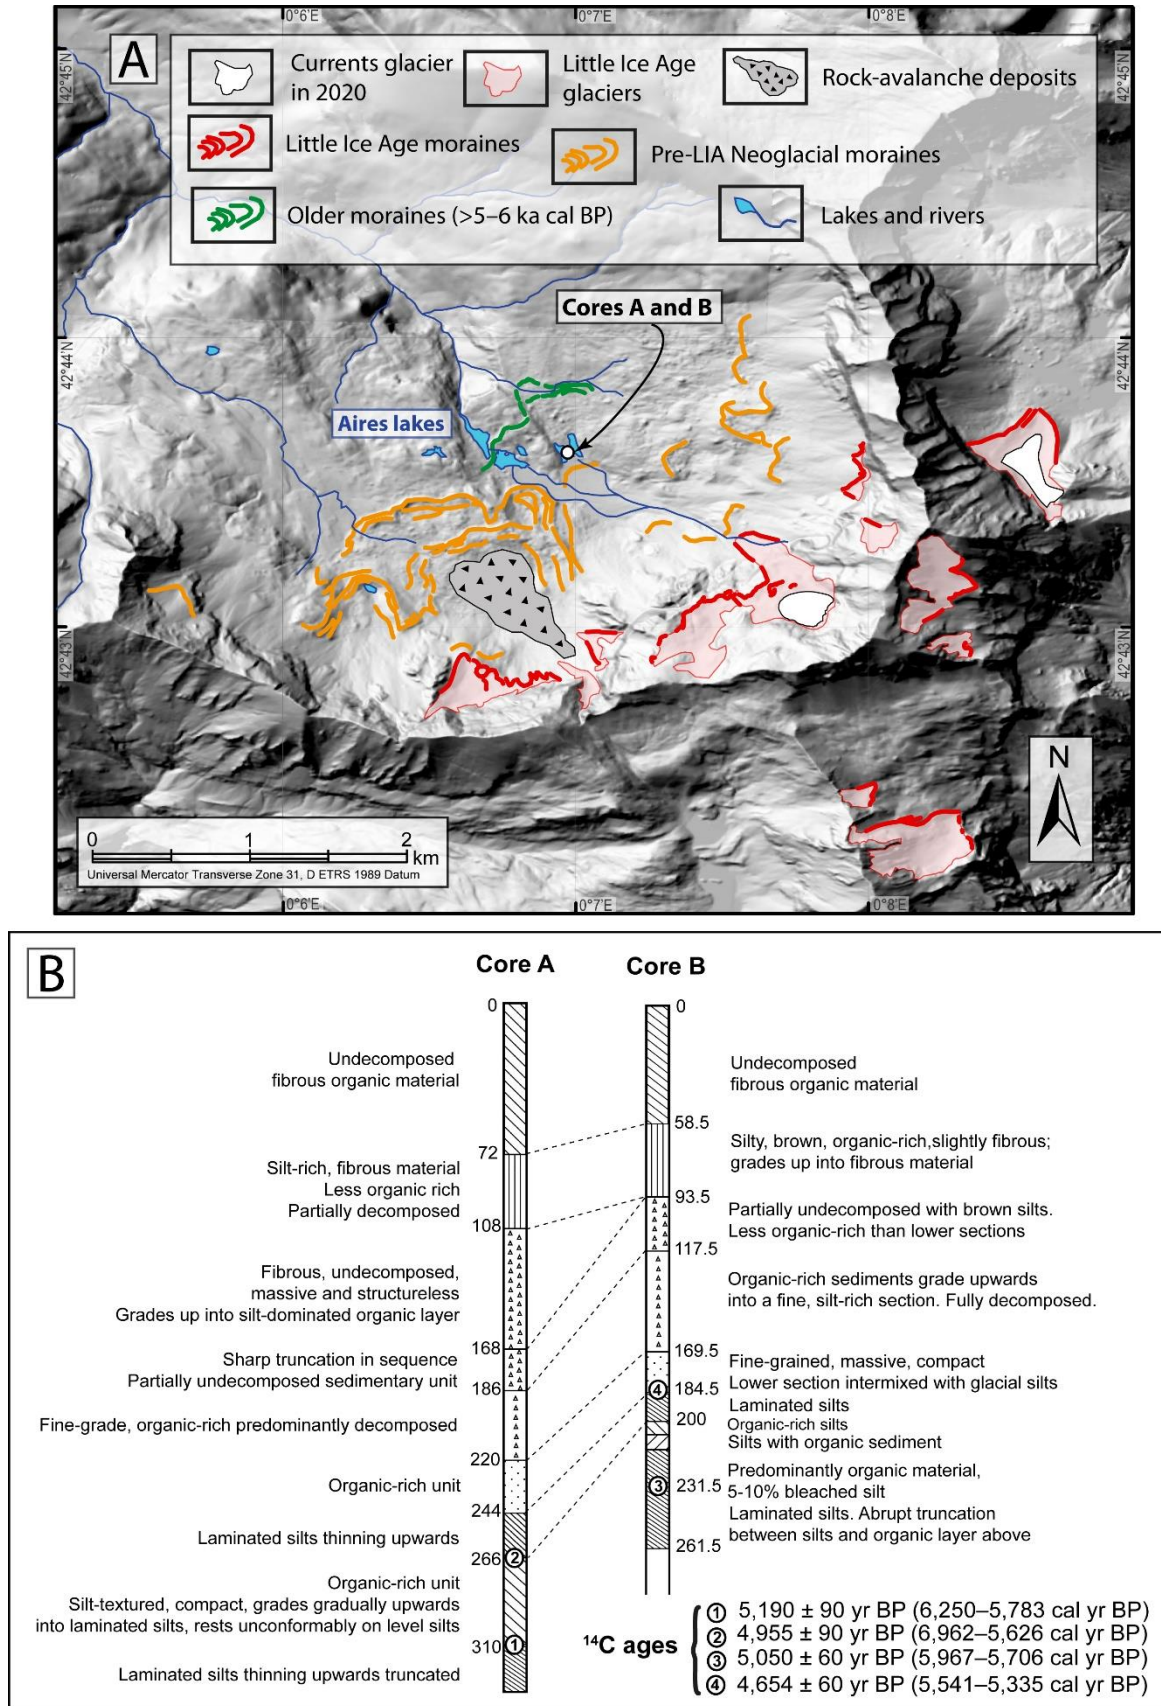 0°6'E
0°7'E
0°8'E
42°45'N
42°45'N
A
Currents glacier
in 2020
Little Ice Age
glaciers
Rock-avalanche deposits
Little Ice Age moraines
Pre-LIA Neoglacial moraines
Older moraines (>5–6 ka cal BP)
Lakes and rivers
Cores A and B
42°44'N
42°44'N
Aires lakes
42°43'N
42°43'N
N
0
1
2
km
Universal Mercator Transverse Zone 31, D ETRS 1989 Datum
0°6'E
0°7'E
0°8'E
B
Core A
0
Undecomposed
fibrous organic material
72
Silt-rich, fibrous material
Less organic rich
Partially decomposed
108
Fibrous, undecomposed,
massive and structureless
Grades up into silt-dominated organic layer
168
Sharp truncation in sequence
Partially undecomposed sedimentary unit
186
Fine-grade, organic-rich predominantly decomposed
220
Organic-rich unit
244
Laminated silts thinning upwards
266
2
Organic-rich unit
Silt-textured, compact, grades gradually upwards
into laminated silts, rests unconformably on level silts
310
1
Laminated silts thinning upwards truncated
Core B
0
Undecomposed
fibrous organic material
58.5
Silty, brown, organic-rich,slightly fibrous;
grades up into fibrous material
93.5
Partially undecomposed with brown silts.
Less organic-rich than lower sections
117.5
Organic-rich sediments grade upwards
into a fine, silt-rich section. Fully decomposed.
169.5
Fine-grained, massive, compact
Lower section intermixed with glacial silts
4
184.5
Laminated silts
200
Organic-rich silts
Silts with organic sediment
Predominantly organic material,
5-10% bleached silt
3
231.5
Laminated silts. Abrupt truncation
between silts and organic layer above
261.5
¹⁴C ages
① 5,190 ± 90 yr BP (6,250–5,783 cal yr BP)
② 4,955 ± 90 yr BP (6,962–5,626 cal yr BP)
③ 5,050 ± 60 yr BP (5,967–5,706 cal yr BP)
④ 4,654 ± 60 yr BP (5,541–5,335 cal yr BP)